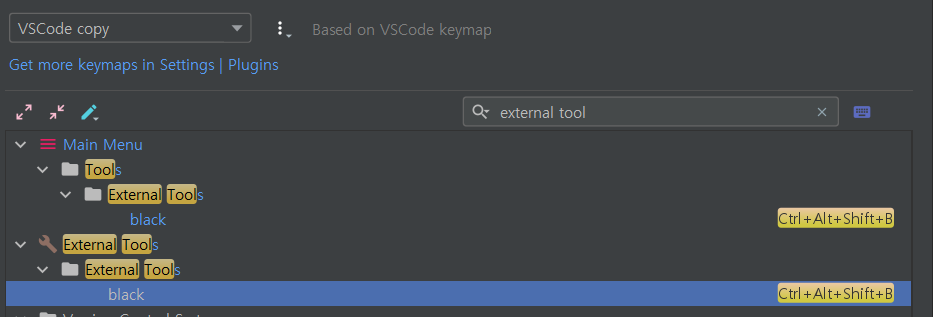 VSCode copy
Based on VSCode keymap
Get more keymaps in Settings | Plugins
external tool
Main Menu
Tools
External Tools
black Ctrl+Alt+Shift+B
External Tools
External Tools
black Ctrl+Alt+Shift+B